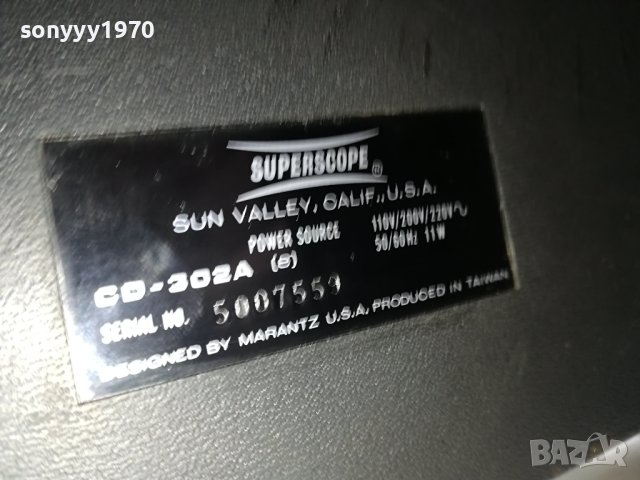 sonyyy1970
SUPERSCOPE ®
SUN VALLEY, CALIF., U.S.A.
POWER SOURCE 110V/200V/220V~
50/60Hz 11W
CD-302A (e)
SERIAL NO. 5007559
DESIGNED BY MARANTZ U.S.A. PRODUCED IN TAIWAN
BAZAR
bg